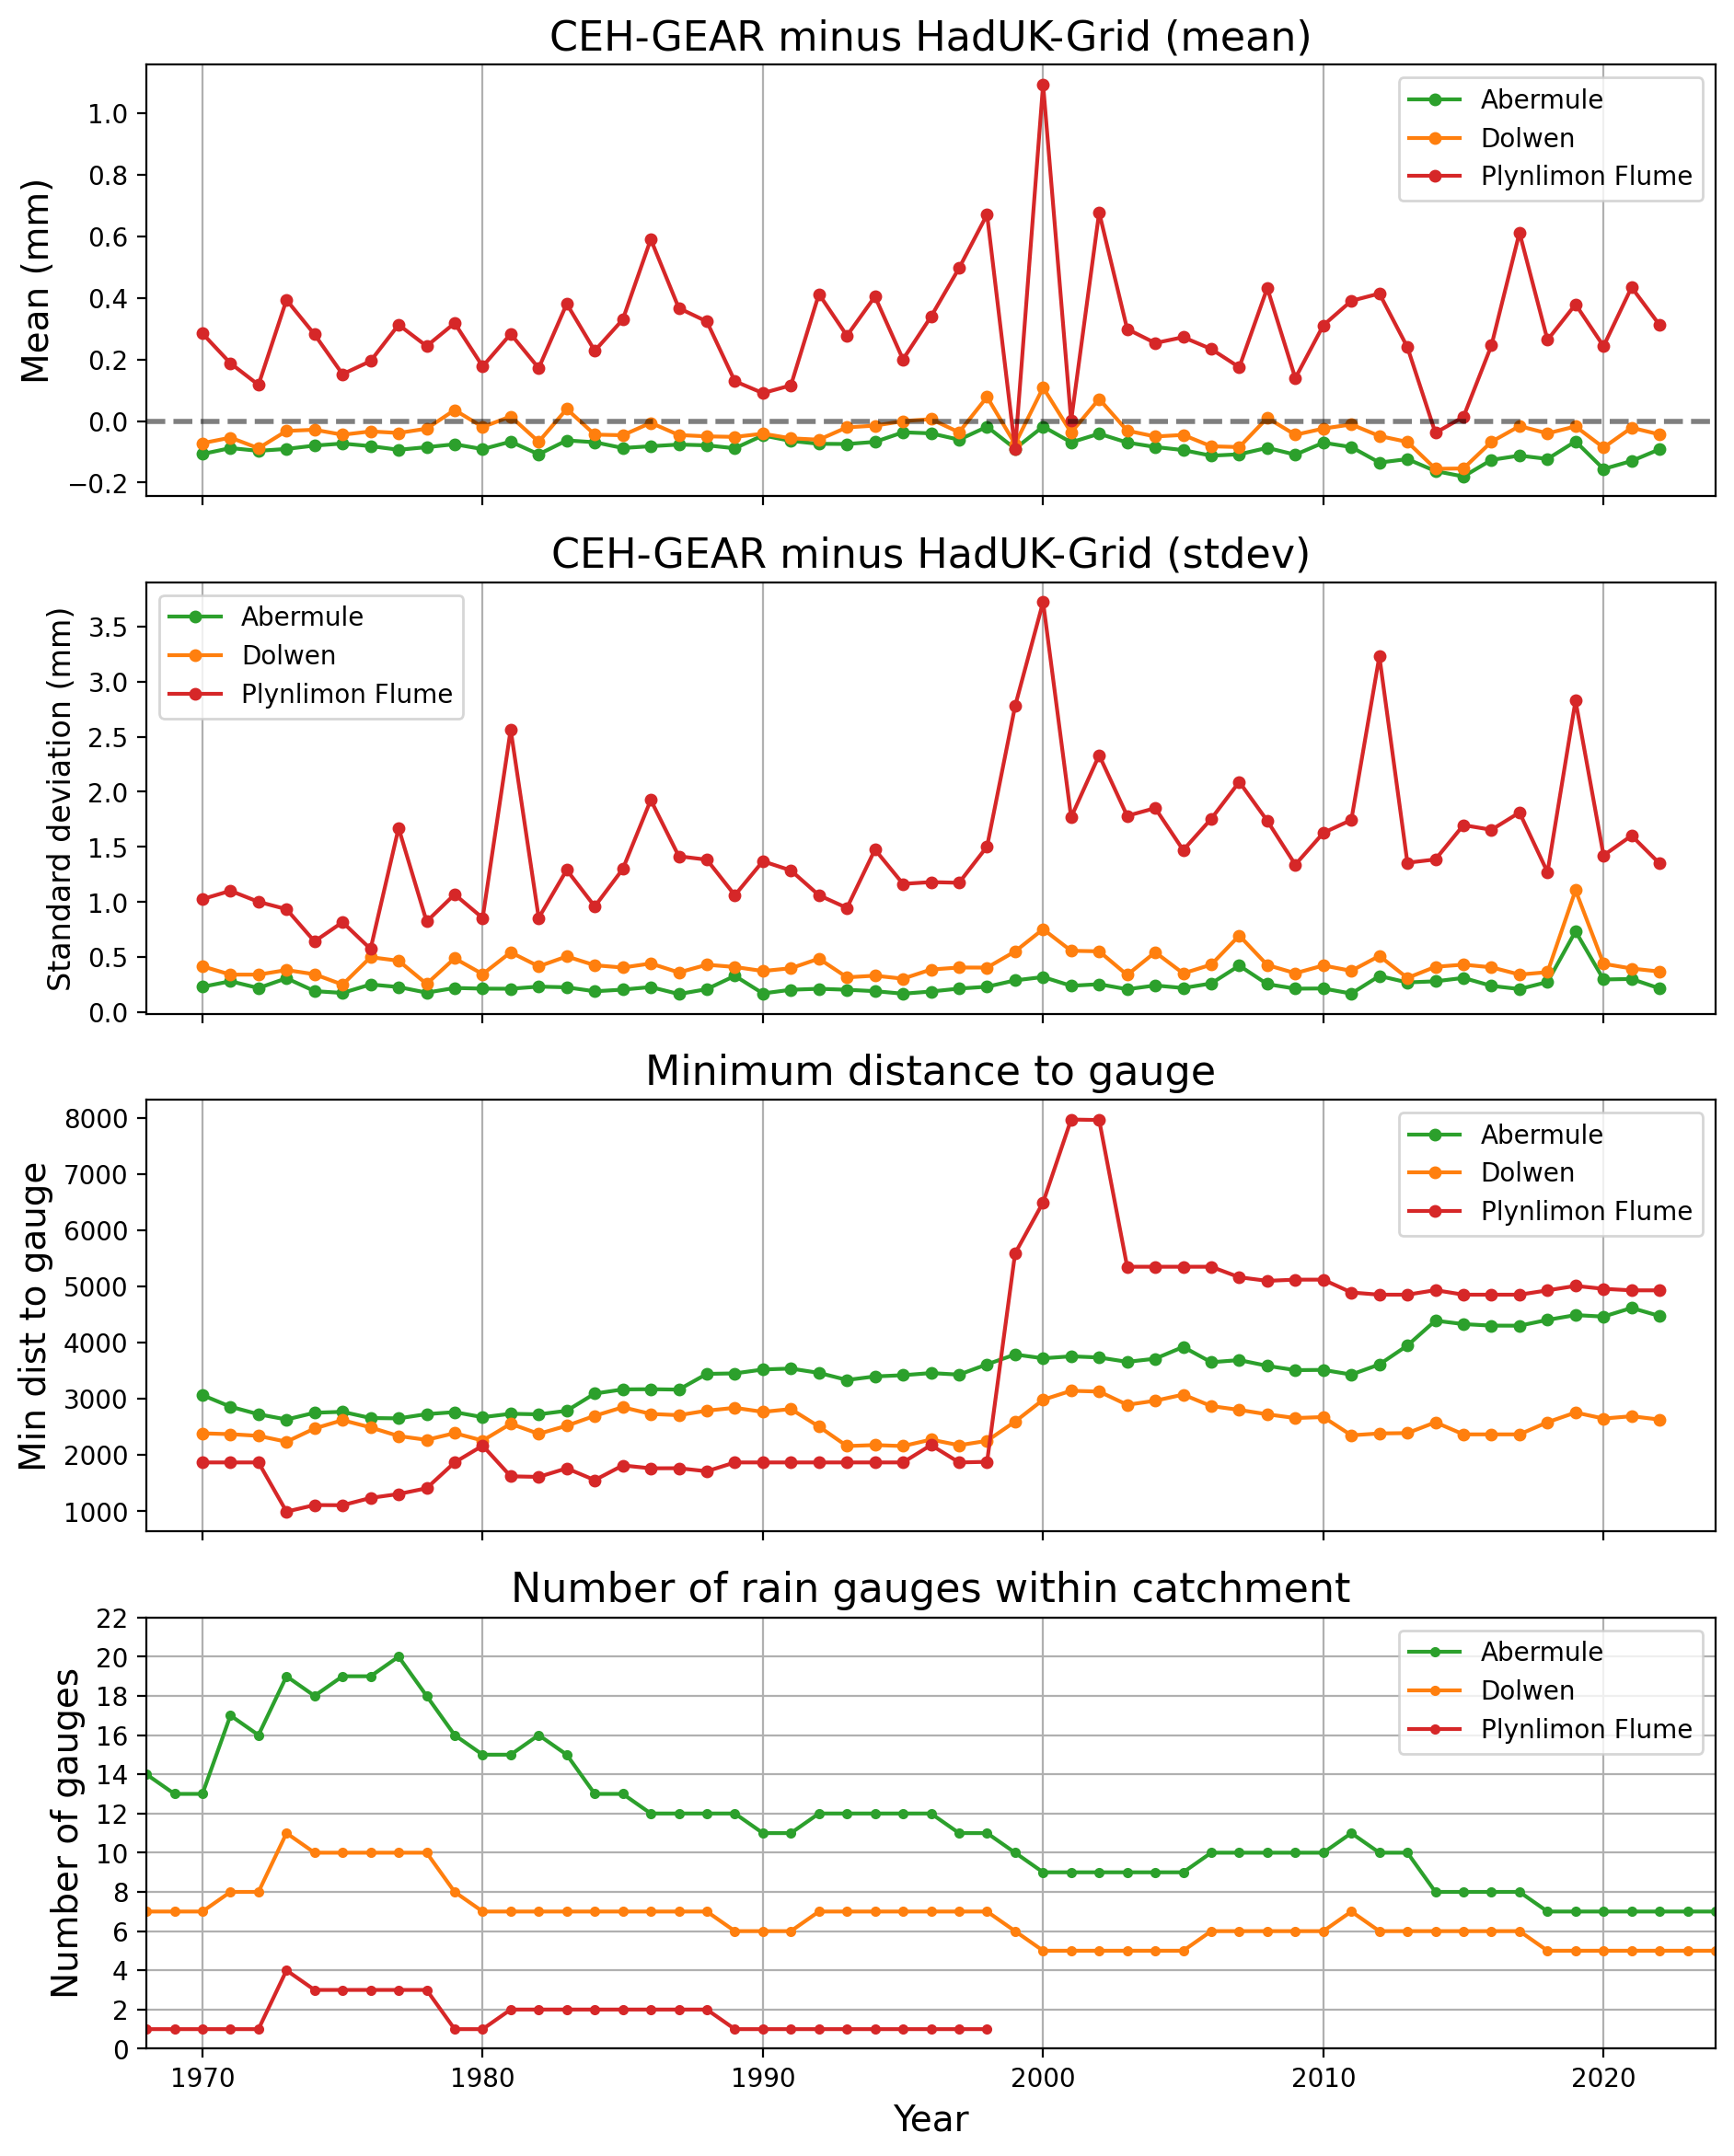 CEH-GEAR minus HadUK-Grid (mean)
Mean (mm)
1.0
0.8
0.6
0.4
0.2
0.0
−0.2
Abermule
Dolwen
Plynlimon Flume
CEH-GEAR minus HadUK-Grid (stdev)
Standard deviation (mm)
3.5
3.0
2.5
2.0
1.5
1.0
0.5
0.0
Abermule
Dolwen
Plynlimon Flume
Minimum distance to gauge
Min dist to gauge
8000
7000
6000
5000
4000
3000
2000
1000
Abermule
Dolwen
Plynlimon Flume
Number of rain gauges within catchment
Number of gauges
22
20
18
16
14
12
10
8
6
4
2
0
Abermule
Dolwen
Plynlimon Flume
1970 1980 1990 2000 2010 2020
Year